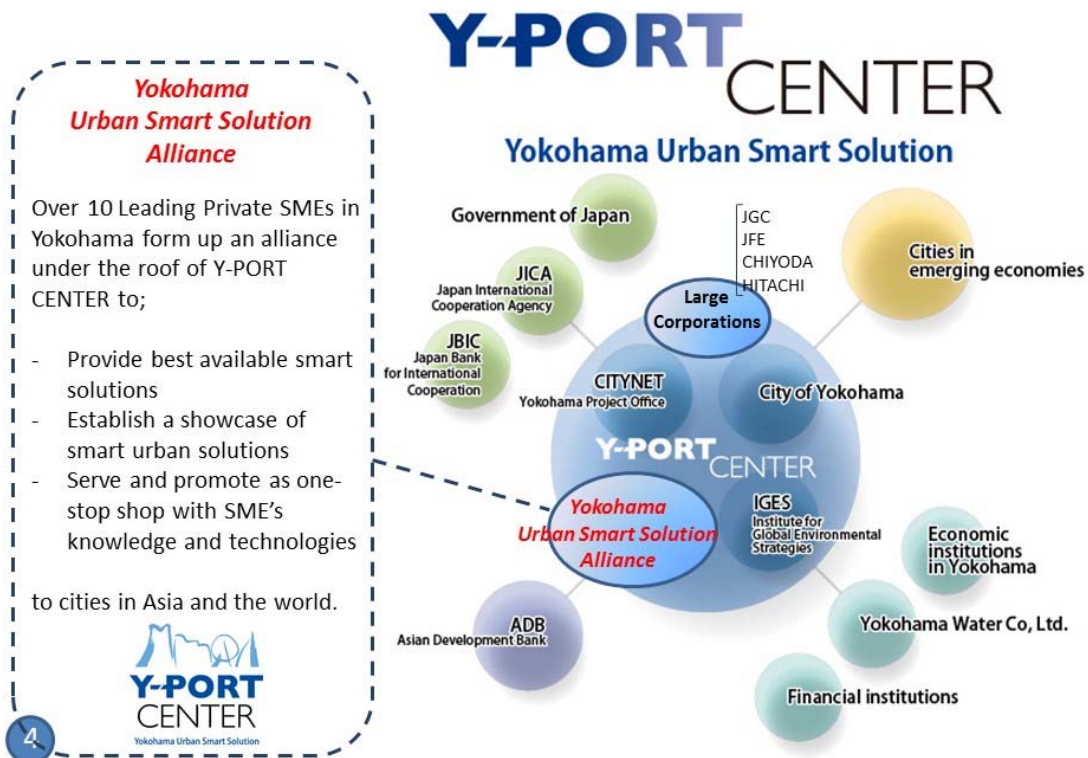 Y-PORT
CENTER
Yokohama Urban Smart Solution
Yokohama
Urban Smart Solution
Alliance
Over 10 Leading Private SMEs in
Yokohama form up an alliance
under the roof of Y-PORT
CENTER to;
- Provide best available smart
solutions
- Establish a showcase of
smart urban solutions
- Serve and promote as one-
stop shop with SME's
knowledge and technologies
to cities in Asia and the world.
Y-PORT
CENTER
Yokohama Urban Smart Solution
4
Government of Japan
JICA
Japan International
Cooperation Agency
JBIC
Japan Bank
for International
Cooperation
JGC
JFE
CHIYODA
HITACHI
Large
Corporations
Cities in
emerging economies
CITYNET
Yokohama Project Office
City of Yokohama
Y-PORT
CENTER
Yokohama
Urban Smart Solution
Alliance
IGES
Institute for
Global Environmental
Strategies
Economic
institutions
in Yokohama
ADB
Asian Development Bank
Yokohama Water Co, Ltd.
Financial institutions